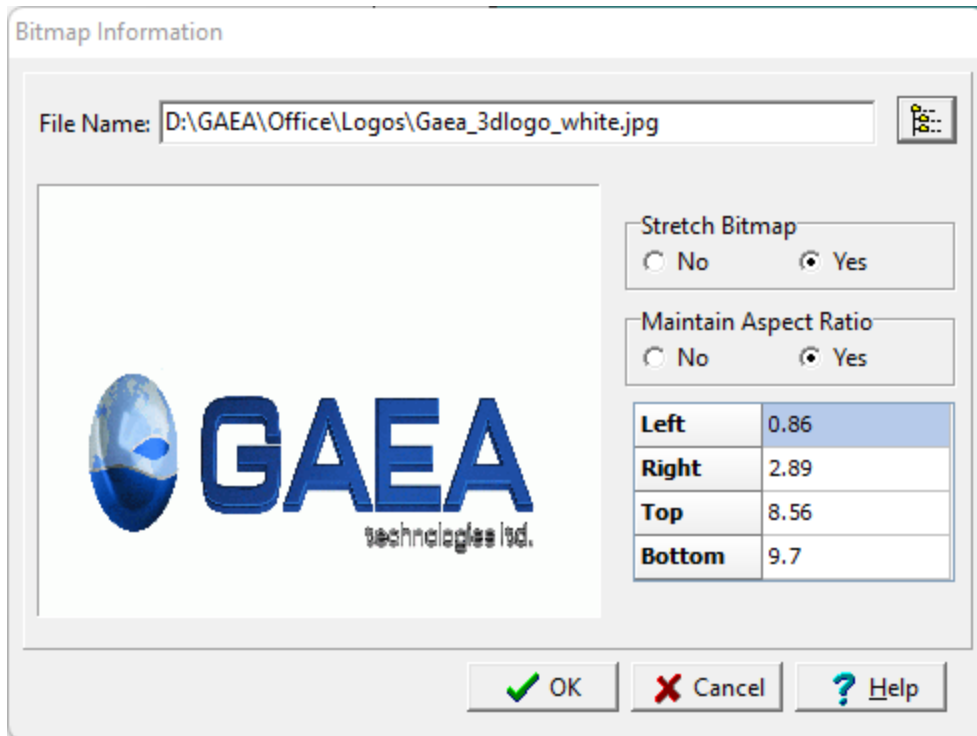 Bitmap Information
File Name: D:\GAEA\Office\Logos\Gaea_3dlogo_white.jpg
Stretch Bitmap
No Yes
Maintain Aspect Ratio
No Yes
GAEA
technologies ltd.
Left 0.86
Right 2.89
Top 8.56
Bottom 9.7
OK Cancel Help